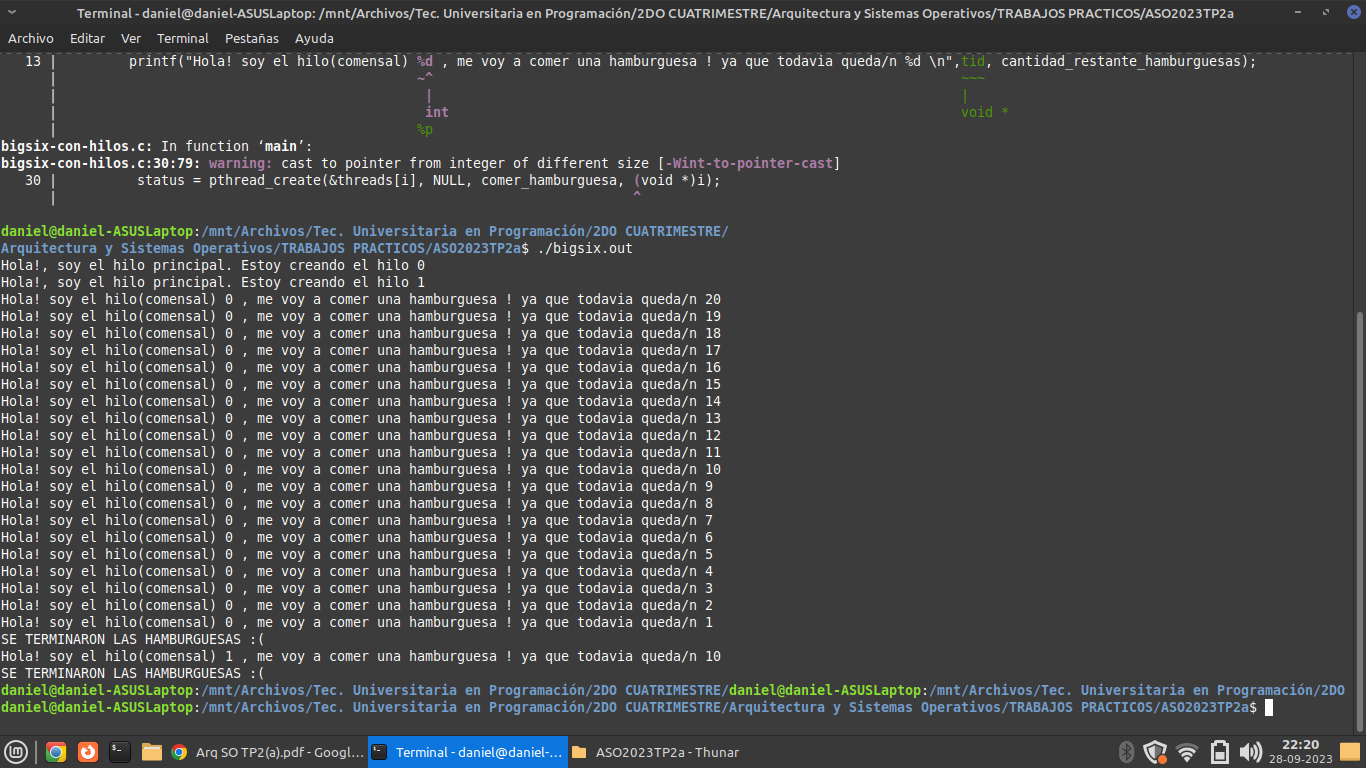 Terminal - daniel@daniel-ASUSLaptop: /mnt/Archivos/Tec. Universitaria en Programación/2DO CUATRIMESTRE/Arquitectura y Sistemas Operativos/TRABAJOS PRACTICOS/ASO2023TP2a
Archivo Editar Ver Terminal Pestañas Ayuda
13 | printf("Hola! soy el hilo(comensal) %d , me voy a comer una hamburguesa ! ya que todavia queda/n %d \n",tid, cantidad_restante_hamburguesas);
| ~^ ~~~
| | |
| int void *
| %p
bigsix-con-hilos.c: In function ‘main’:
bigsix-con-hilos.c:30:79: warning: cast to pointer from integer of different size [-Wint-to-pointer-cast]
30 | status = pthread_create(&threads[i], NULL, comer_hamburguesa, (void *)i);
| ^
daniel@daniel-ASUSLaptop:/mnt/Archivos/Tec. Universitaria en Programación/2DO CUATRIMESTRE/
Arquitectura y Sistemas Operativos/TRABAJOS PRACTICOS/ASO2023TP2a$ ./bigsix.out
Hola!, soy el hilo principal. Estoy creando el hilo 0
Hola!, soy el hilo principal. Estoy creando el hilo 1
Hola! soy el hilo(comensal) 0 , me voy a comer una hamburguesa ! ya que todavia queda/n 20
Hola! soy el hilo(comensal) 0 , me voy a comer una hamburguesa ! ya que todavia queda/n 19
Hola! soy el hilo(comensal) 0 , me voy a comer una hamburguesa ! ya que todavia queda/n 18
Hola! soy el hilo(comensal) 0 , me voy a comer una hamburguesa ! ya que todavia queda/n 17
Hola! soy el hilo(comensal) 0 , me voy a comer una hamburguesa ! ya que todavia queda/n 16
Hola! soy el hilo(comensal) 0 , me voy a comer una hamburguesa ! ya que todavia queda/n 15
Hola! soy el hilo(comensal) 0 , me voy a comer una hamburguesa ! ya que todavia queda/n 14
Hola! soy el hilo(comensal) 0 , me voy a comer una hamburguesa ! ya que todavia queda/n 13
Hola! soy el hilo(comensal) 0 , me voy a comer una hamburguesa ! ya que todavia queda/n 12
Hola! soy el hilo(comensal) 0 , me voy a comer una hamburguesa ! ya que todavia queda/n 11
Hola! soy el hilo(comensal) 0 , me voy a comer una hamburguesa ! ya que todavia queda/n 10
Hola! soy el hilo(comensal) 0 , me voy a comer una hamburguesa ! ya que todavia queda/n 9
Hola! soy el hilo(comensal) 0 , me voy a comer una hamburguesa ! ya que todavia queda/n 8
Hola! soy el hilo(comensal) 0 , me voy a comer una hamburguesa ! ya que todavia queda/n 7
Hola! soy el hilo(comensal) 0 , me voy a comer una hamburguesa ! ya que todavia queda/n 6
Hola! soy el hilo(comensal) 0 , me voy a comer una hamburguesa ! ya que todavia queda/n 5
Hola! soy el hilo(comensal) 0 , me voy a comer una hamburguesa ! ya que todavia queda/n 4
Hola! soy el hilo(comensal) 0 , me voy a comer una hamburguesa ! ya que todavia queda/n 3
Hola! soy el hilo(comensal) 0 , me voy a comer una hamburguesa ! ya que todavia queda/n 2
Hola! soy el hilo(comensal) 0 , me voy a comer una hamburguesa ! ya que todavia queda/n 1
SE TERMINARON LAS HAMBURGUESAS :(
Hola! soy el hilo(comensal) 1 , me voy a comer una hamburguesa ! ya que todavia queda/n 10
SE TERMINARON LAS HAMBURGUESAS :(
daniel@daniel-ASUSLaptop:/mnt/Archivos/Tec. Universitaria en Programación/2DO CUATRIMESTRE/daniel@daniel-ASUSLaptop:/mnt/Archivos/Tec. Universitaria en Programación/2DO
daniel@daniel-ASUSLaptop:/mnt/Archivos/Tec. Universitaria en Programación/2DO CUATRIMESTRE/Arquitectura y Sistemas Operativos/TRABAJOS PRACTICOS/ASO2023TP2a$
Arq SO TP2(a).pdf - Googl... Terminal - daniel@daniel-... ASO2023TP2a - Thunar 22:20
28-09-2023